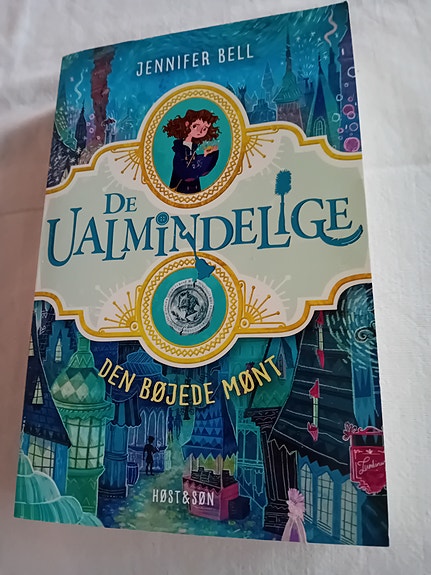 JENNIFER BELL
DE
UALMINDELIGE
DEN BØJEDE MØNT
HØST&SØN